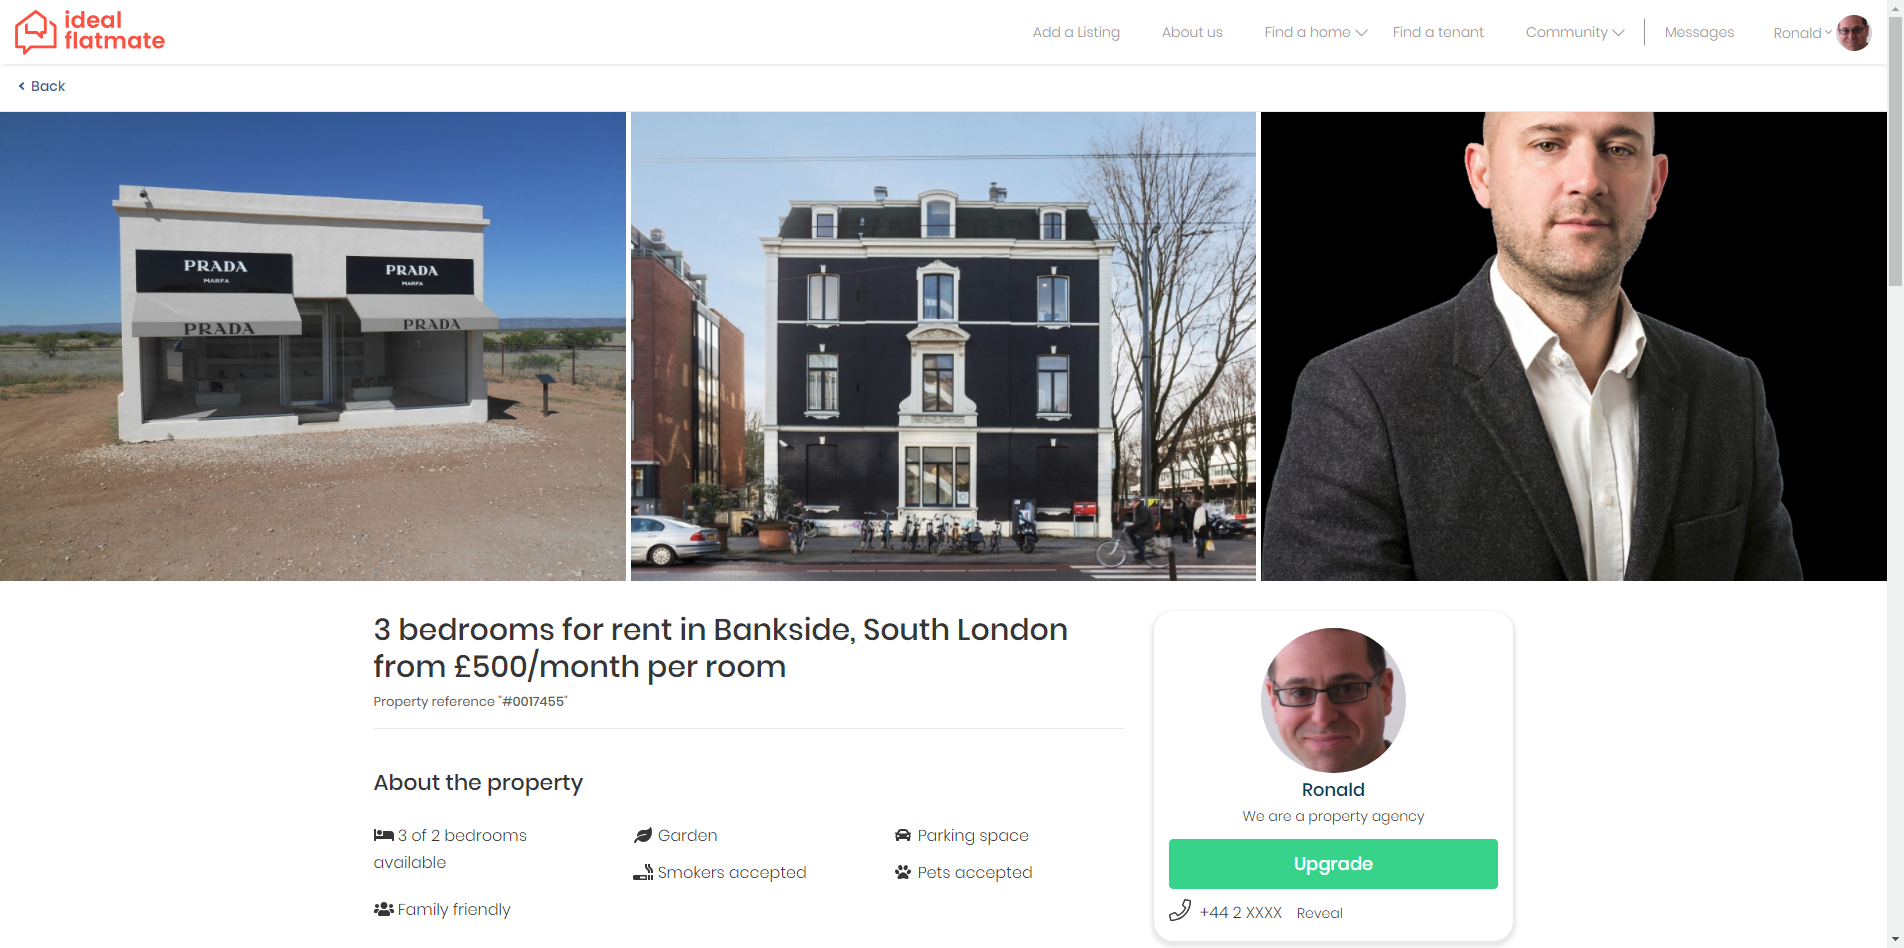 ideal
flatmate
Add a Listing
About us
Find a home
Find a tenant
Community
Messages
Ronald
Back
PRADA
MARFA
PRADA
MARFA
PRADA
PRADA
3 bedrooms for rent in Bankside, South London
from £500/month per room
Property reference "#0017455"
About the property
3 of 2 bedrooms
available
Garden
Parking space
Smokers accepted
Pets accepted
Family friendly
Ronald
We are a property agency
Upgrade
+44 2 XXXX Reveal